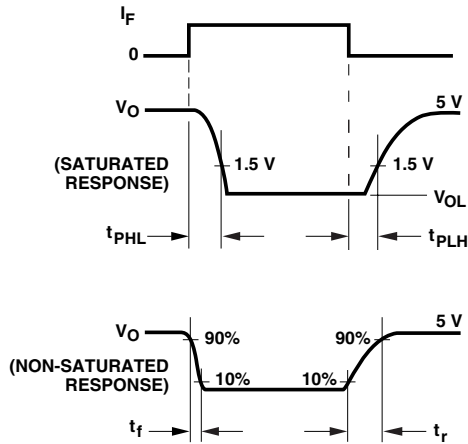 I_F
0
V_O
5 V
(SATURATED
RESPONSE)
1.5 V
1.5 V
V_OL
t_PHL
t_PLH
V_O
5 V
90%
90%
(NON-SATURATED
RESPONSE)
10%
10%
t_f
t_r